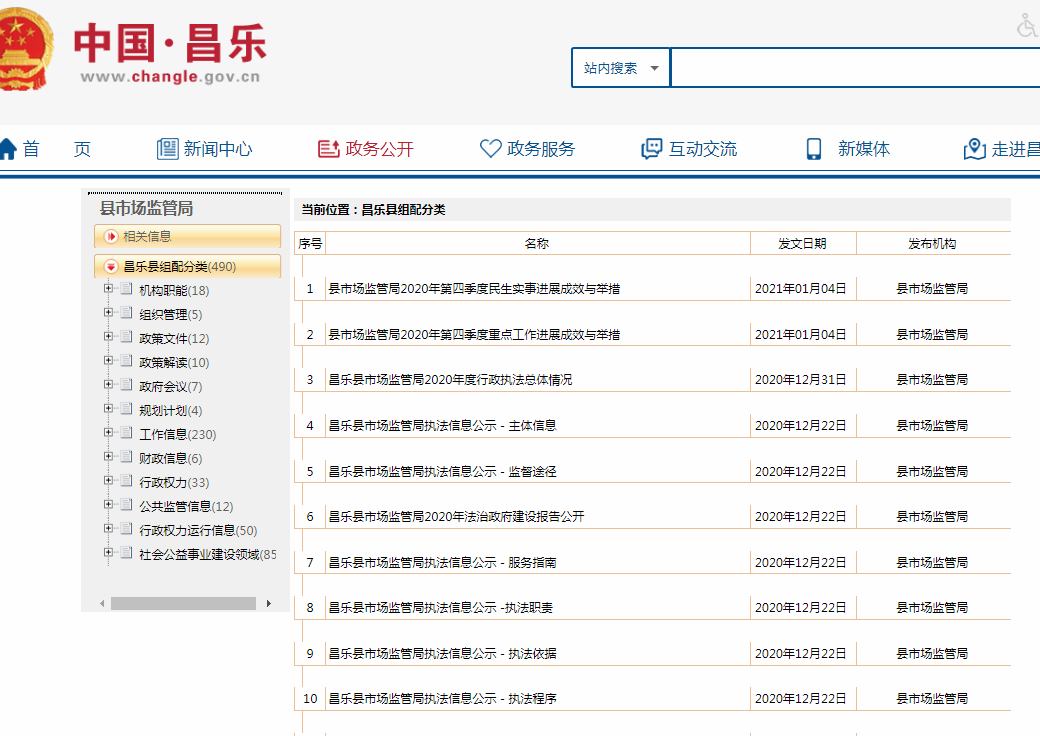 中国·昌乐
www.changle.gov.cn
站内搜索
首 页 新闻中心 政务公开 政务服务 互动交流 新媒体 走进昌
县市场监管局
相关信息
昌乐县组配分类(490)
机构职能(18)
组织管理(5)
政策文件(12)
政策解读(10)
政府会议(7)
规划计划(4)
工作信息(230)
财政信息(6)
行政权力(33)
公共监管信息(12)
行政权力运行信息(50)
社会公益事业建设领域(85
当前位置：昌乐县组配分类
序号 名称 发文日期 发布机构
1 县市场监管局2020年第四季度民生实事进展成效与举措 2021年01月04日 县市场监管局
2 县市场监管局2020年第四季度重点工作进展成效与举措 2021年01月04日 县市场监管局
3 昌乐县市场监管局2020年度行政执法总体情况 2020年12月31日 县市场监管局
4 昌乐县市场监管局执法信息公示 - 主体信息 2020年12月22日 县市场监管局
5 昌乐县市场监管局执法信息公示 - 监督途径 2020年12月22日 县市场监管局
6 昌乐县市场监管局2020年法治政府建设报告公开 2020年12月22日 县市场监管局
7 昌乐县市场监管局执法信息公示 - 服务指南 2020年12月22日 县市场监管局
8 昌乐县市场监管局执法信息公示 -执法职责 2020年12月22日 县市场监管局
9 昌乐县市场监管局执法信息公示 - 执法依据 2020年12月22日 县市场监管局
10 昌乐县市场监管局执法信息公示 - 执法程序 2020年12月22日 县市场监管局